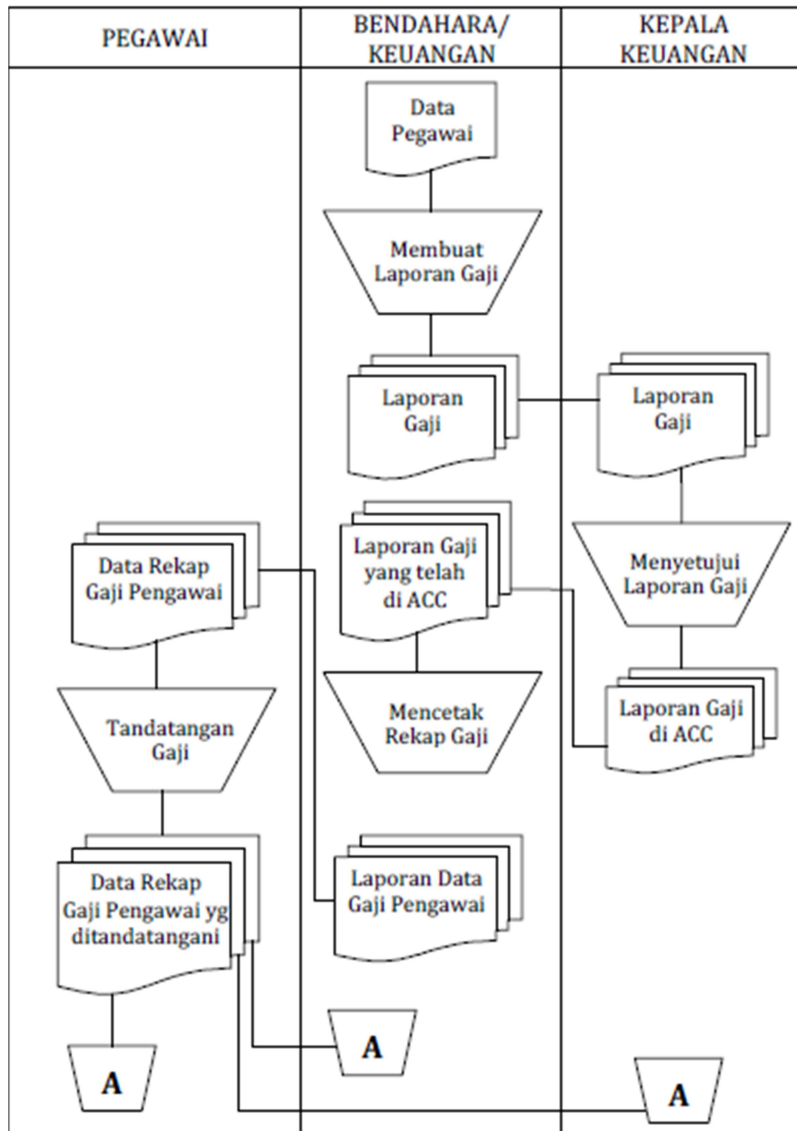 PEGAWAI
BENDAHARA/
KEUANGAN
KEPALA
KEUANGAN
Data
Pegawai
Membuat
Laporan Gaji
Laporan
Gaji
Laporan
Gaji
Data Rekap
Gaji Pengawai
Laporan Gaji
yang telah
di ACC
Menyetujui
Laporan Gaji
Tandatangan
Gaji
Mencetak
Rekap Gaji
Laporan Gaji
di ACC
Data Rekap
Gaji Pengawai yg
ditandatangani
Laporan Data
Gaji Pengawai
A
A
A